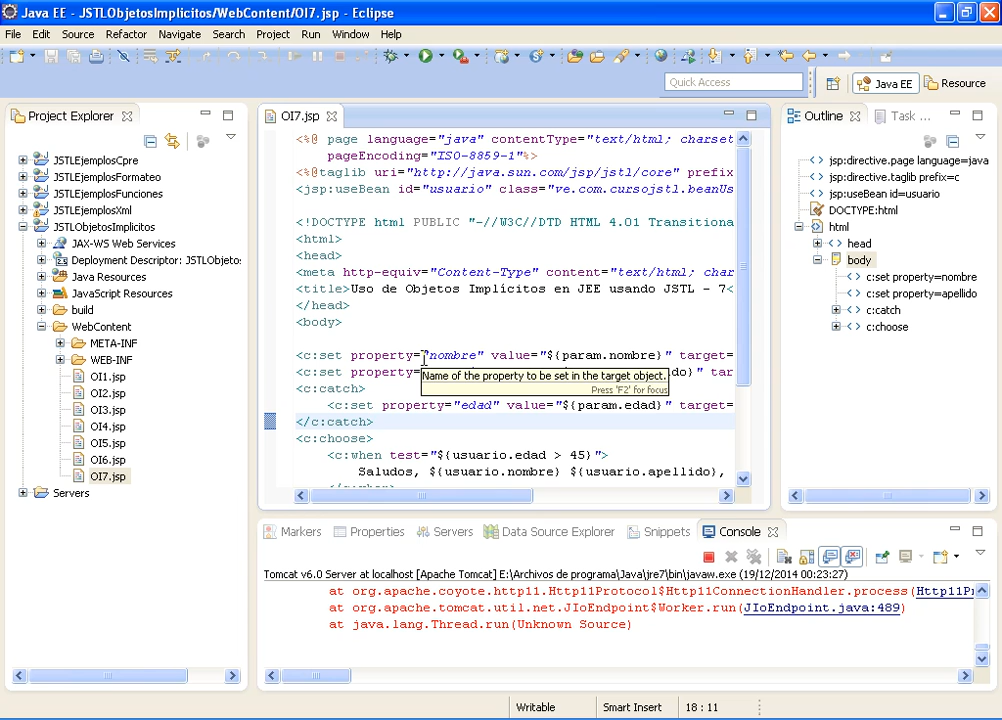 Java EE - JSTLObjetosImplicitos/WebContent/OI7.jsp - Eclipse
File Edit Source Refactor Navigate Search Project Run Window Help
Quick Access
Java EE
Resource
Project Explorer
JSTLEjemplosCpre
JSTLEjemplosFormateo
JSTLEjemplosFunciones
JSTLEjemplosXml
JSTLObjetosImplicitos
JAX-WS Web Services
Deployment Descriptor: JSTLObjeto
Java Resources
JavaScript Resources
build
WebContent
META-INF
WEB-INF
OI1.jsp
OI2.jsp
OI3.jsp
OI4.jsp
OI5.jsp
OI6.jsp
OI7.jsp
Servers
OI7.jsp
<%@ page language="java" contentType="text/html; charset
pageEncoding="ISO-8859-1"%>
<%@taglib uri="http://java.sun.com/jsp/jstl/core" prefix
<jsp:useBean id="usuario" class="ve.com.cursojstl.beanUs
<!DOCTYPE html PUBLIC "-//W3C//DTD HTML 4.01 Transitiona
<html>
<head>
<meta http-equiv="Content-Type" content="text/html; char
<title>Uso de Objetos Implícitos en JEE usando JSTL - 7<
</head>
<body>
<c:set property="nombre" value="${param.nombre}" target=
<c:set property= do}" tar
Name of the property to be set in the target object.
Press 'F2' for focus
<c:catch>
<c:set property="edad" value="${param.edad}" target=
</c:catch>
<c:choose>
<c:when test="${usuario.edad > 45}">
Saludos, ${usuario.nombre} ${usuario.apellido},
Outline
Task ...
jsp:directive.page language=java
jsp:directive.taglib prefix=c
jsp:useBean id=usuario
DOCTYPE:html
html
head
body
c:set property=nombre
c:set property=apellido
c:catch
c:choose
Markers Properties Servers Data Source Explorer Snippets Console
Tomcat v6.0 Server at localhost [Apache Tomcat] E:\Archivos de programa\Java\jre7\bin\javaw.exe (19/12/2014 00:23:27)
at org.apache.coyote.http11.Http11Protocol$Http11ConnectionHandler.process(Http11P
at org.apache.tomcat.util.net.JIoEndpoint$Worker.run(JIoEndpoint.java:489)
at java.lang.Thread.run(Unknown Source)
Writable Smart Insert 18 : 11